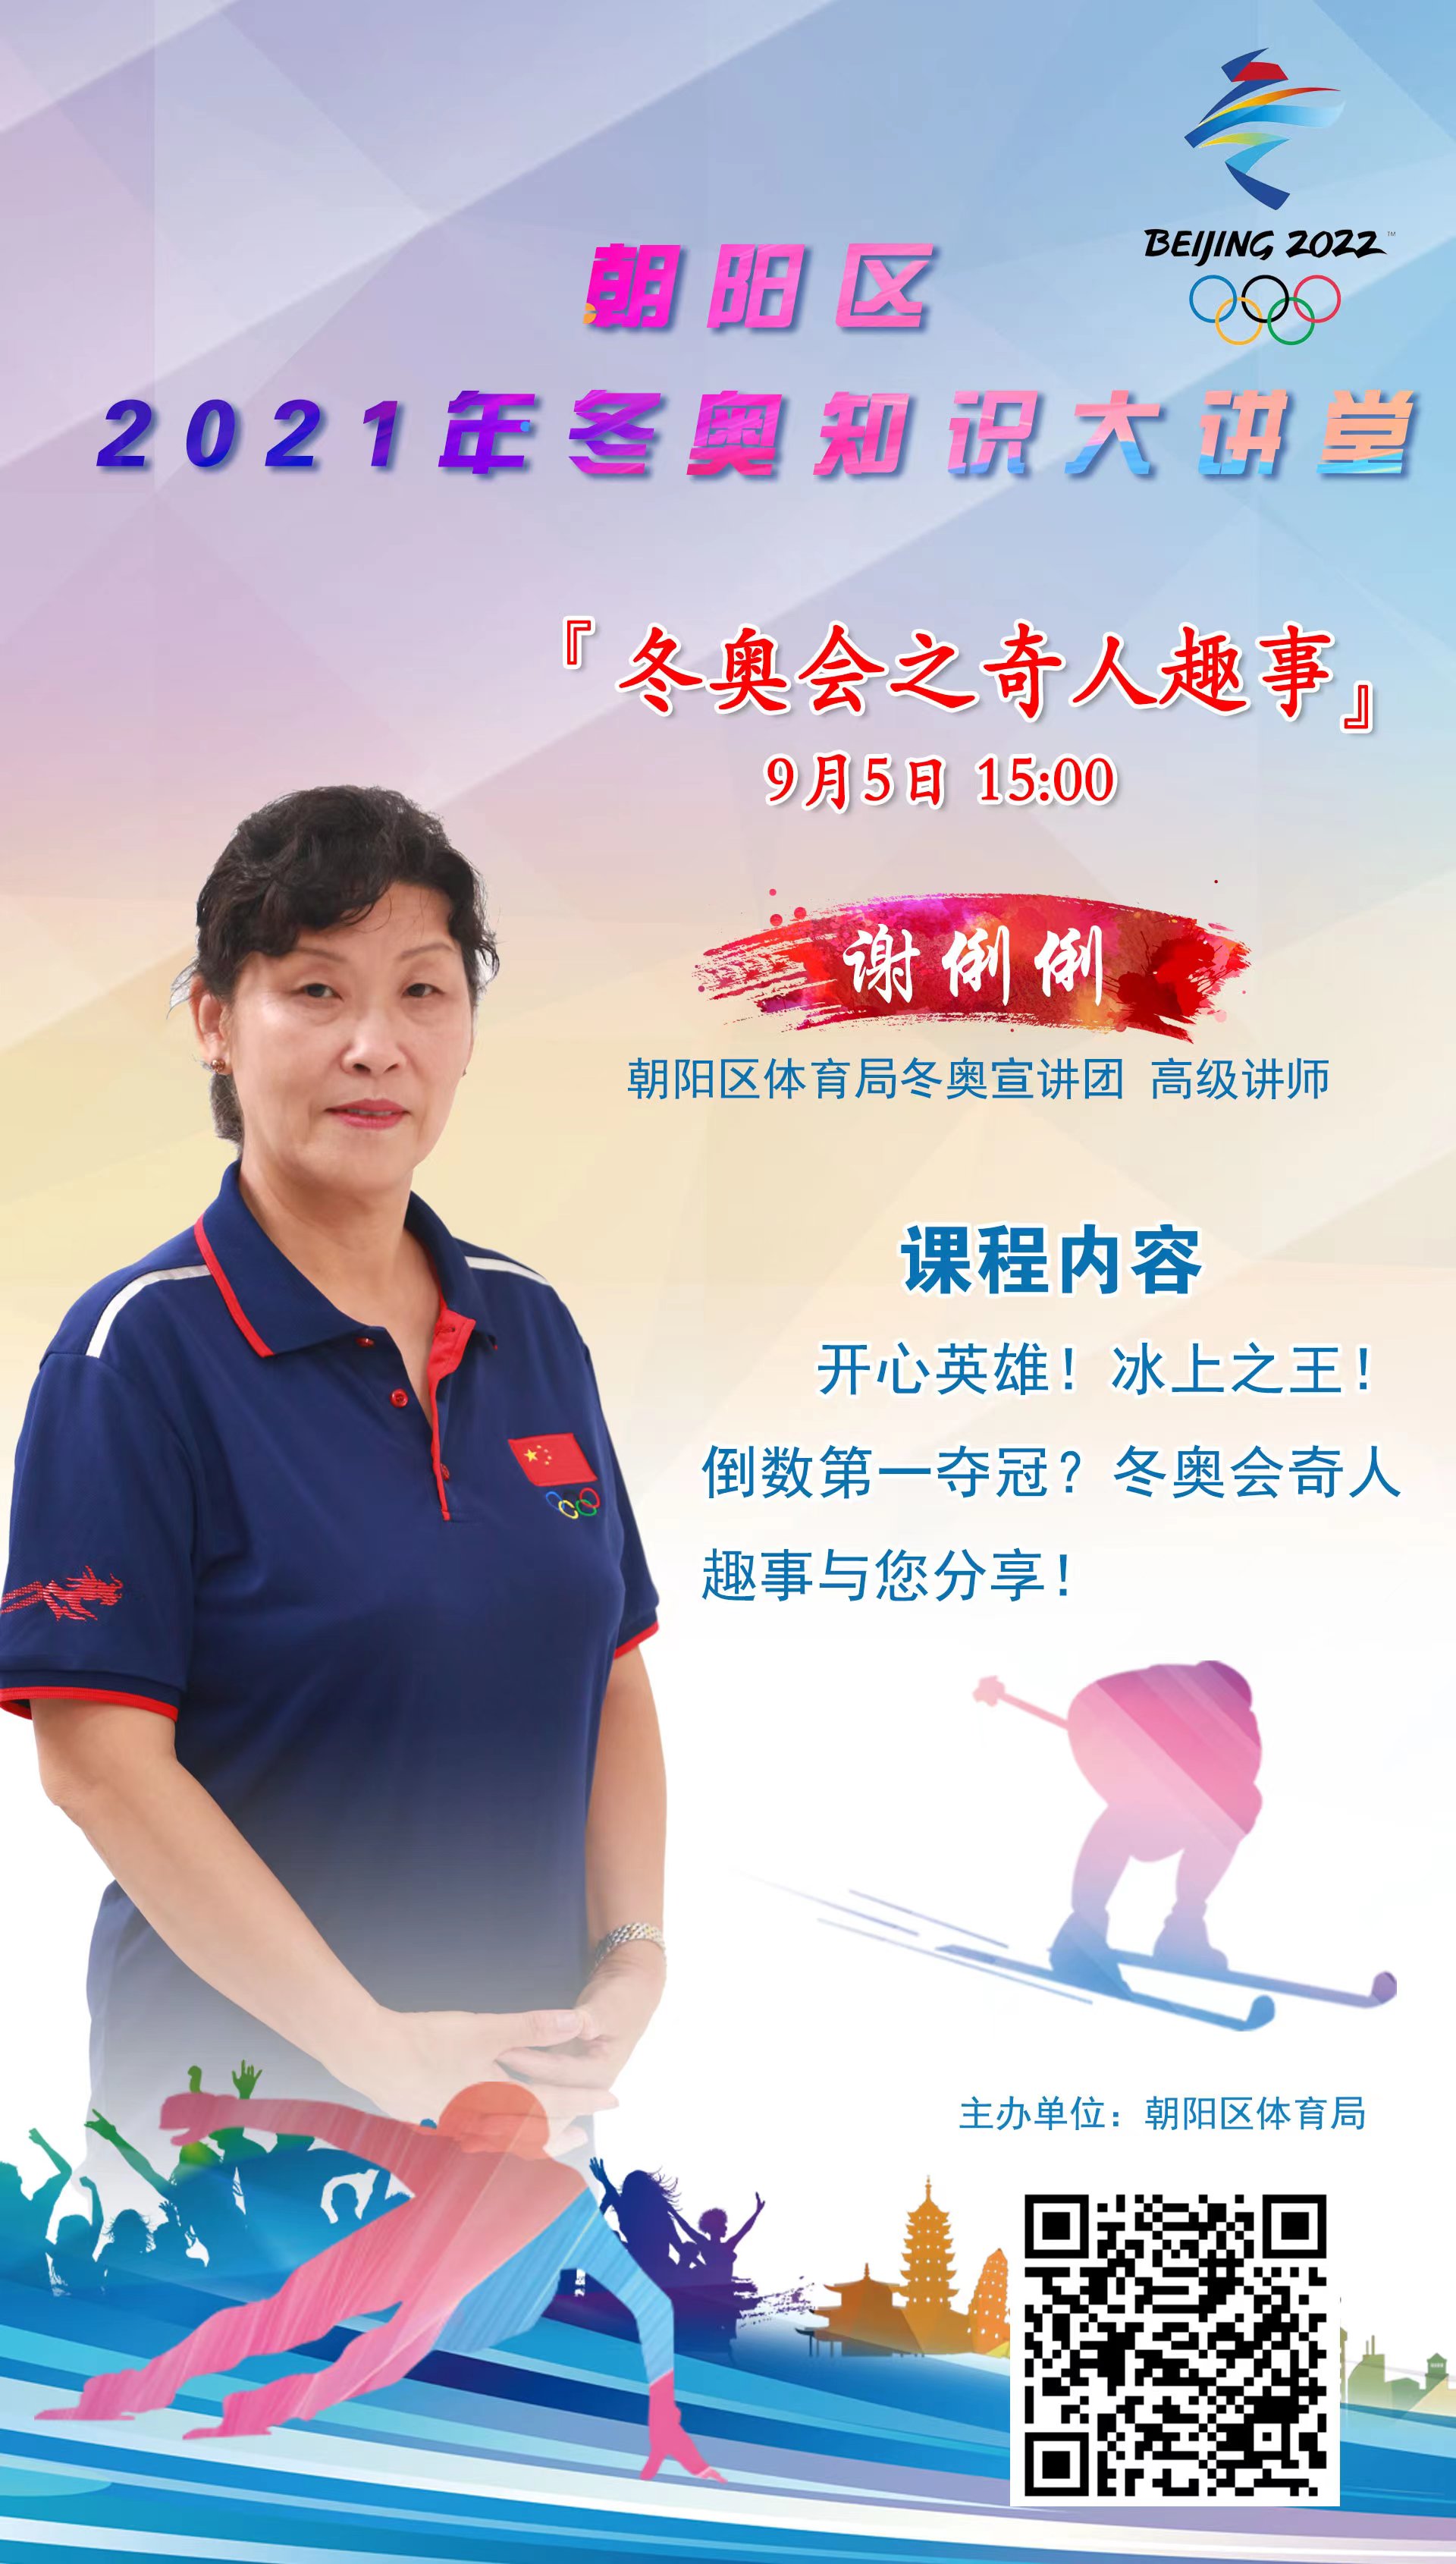 BEIJING 2022™
朝阳区
2021年冬奥知识大讲堂
『冬奥会之奇人趣事』
9月5日 15:00
谢俐俐
朝阳区体育局冬奥宣讲团 高级讲师
课程内容
开心英雄！冰上之王！
倒数第一夺冠？冬奥会奇人
趣事与您分享！
主办单位：朝阳区体育局